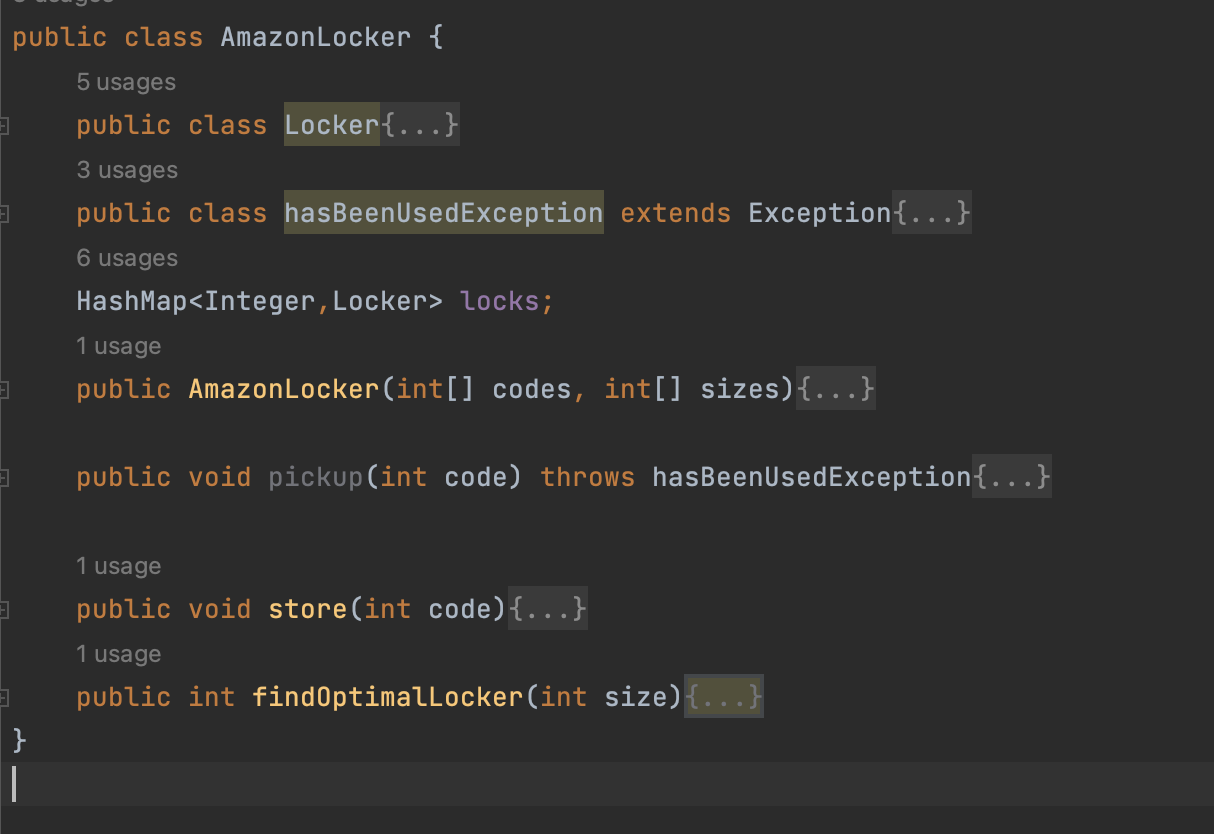 public class AmazonLocker {
5 usages
public class Locker{...}
3 usages
public class hasBeenUsedException extends Exception{...}
6 usages
HashMap<Integer,Locker> locks;
1 usage
public AmazonLocker(int[] codes, int[] sizes){...}
public void pickup(int code) throws hasBeenUsedException{...}
1 usage
public void store(int code){...}
1 usage
public int findOptimalLocker(int size){...}
}